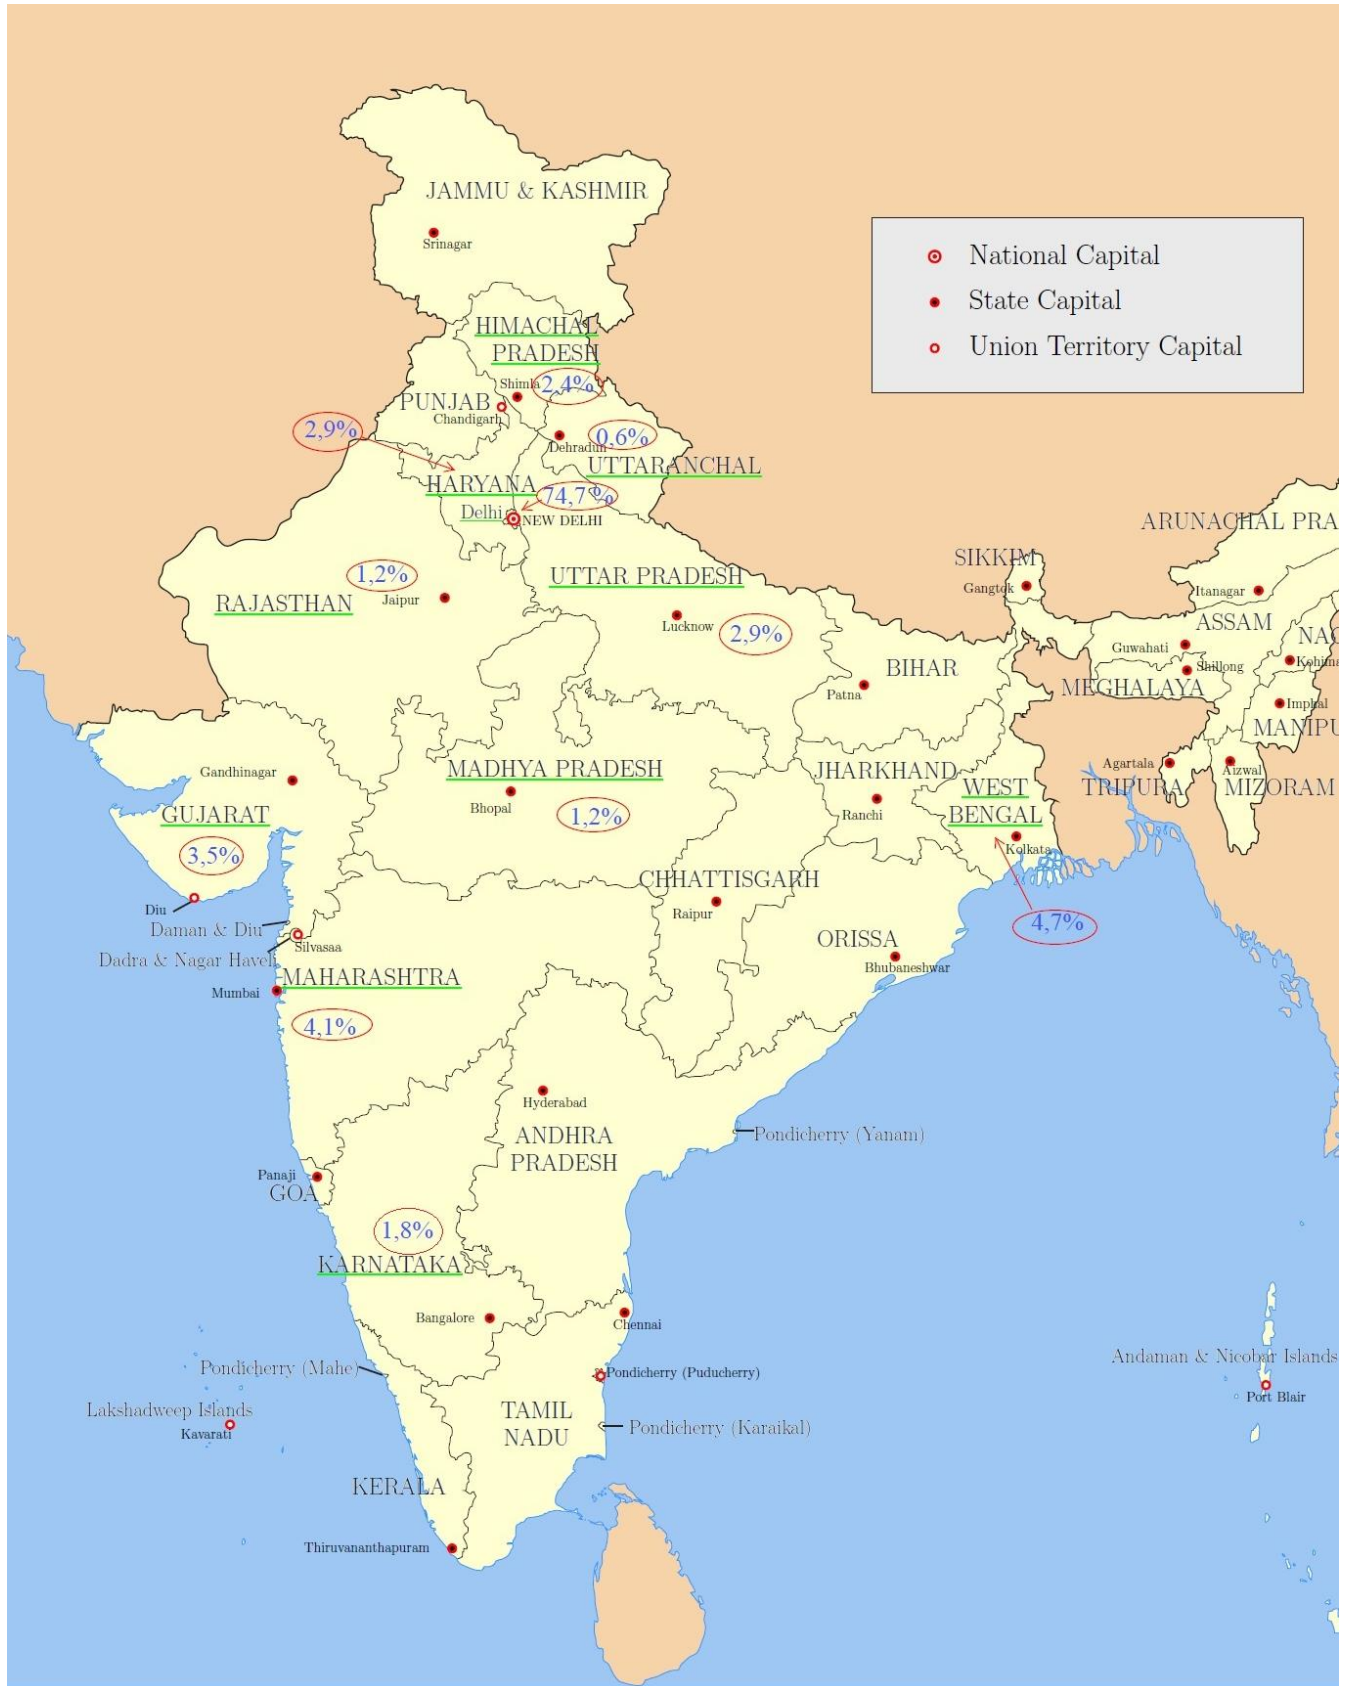 JAMMU & KASHMIR
Srinagar
National Capital
State Capital
Union Territory Capital
HIMACHAL
PRADESH
Shimla
2,4%
PUNJAB
Chandigarh
2,9%
Dehradun
0,6%
UTTARANCHAL
HARYANA
74,7%
Delhi
NEW DELHI
ARUNACHAL PRA
SIKKIM
Gangtok
Itanagar
1,2%
RAJASTHAN
Jaipur
UTTAR PRADESH
Lucknow
2,9%
ASSAM
Guwahati
NAG
Kohima
Shillong
BIHAR
Patna
MEGHALAYA
Imphal
MANIPU
Gandhinagar
MADHYA PRADESH
Bhopal
1,2%
JHARKHAND
Ranchi
WEST
BENGAL
Kolkata
Agartala
TRIPURA
Aizwal
MIZORAM
GUJARAT
3,5%
Diu
Daman & Diu
Dadra & Nagar Haveli
Silvasaa
CHHATTISGARH
Raipur
4,7%
ORISSA
Bhubaneshwar
MAHARASHTRA
Mumbai
4,1%
Hyderabad
ANDHRA
PRADESH
Pondicherry (Yanam)
Panaji
GOA
1,8%
KARNATAKA
Bangalore
Chennai
Pondicherry (Mahe)
Pondicherry (Puducherry)
Andaman & Nicobar Islands
Port Blair
Lakshadweep Islands
Kavarati
TAMIL
NADU
Pondicherry (Karaikal)
KERALA
Thiruvananthapuram